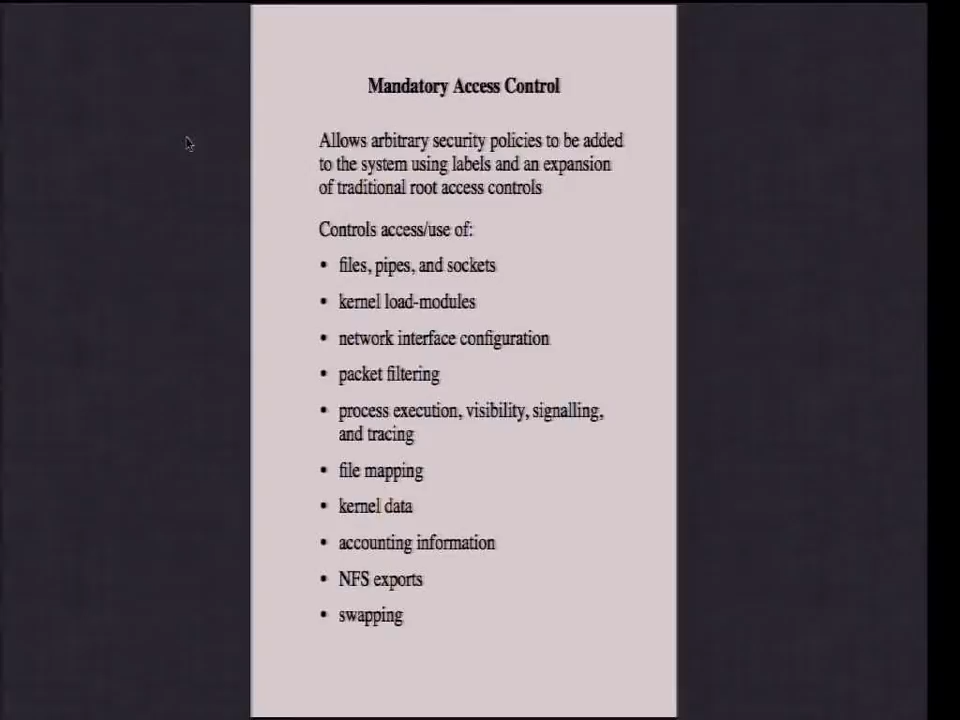 Mandatory Access Control
Allows arbitrary security policies to be added
to the system using labels and an expansion
of traditional root access controls
Controls access/use of:
• files, pipes, and sockets
• kernel load-modules
• network interface configuration
• packet filtering
• process execution, visibility, signalling,
and tracing
• file mapping
• kernel data
• accounting information
• NFS exports
• swapping